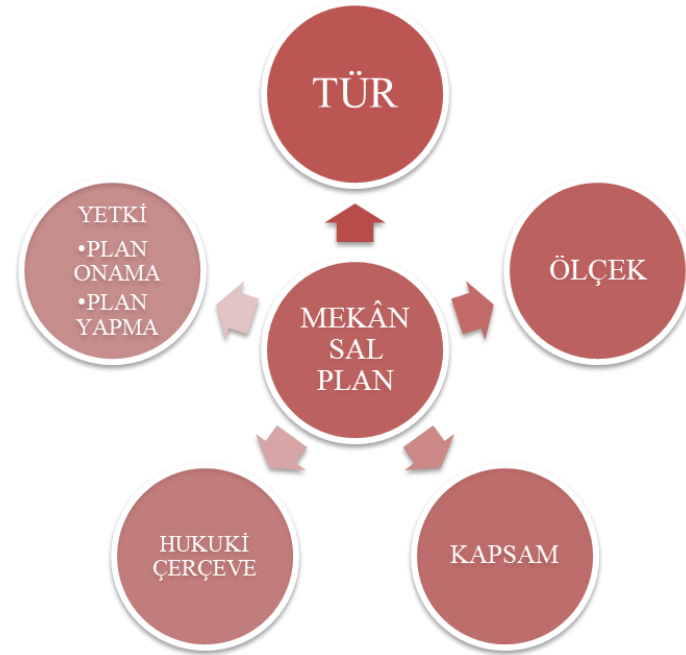 TÜR
YETKİ
•PLAN
ONAMA
•PLAN
YAPMA
ÖLÇEK
MEKÂN
SAL
PLAN
HUKUKİ
ÇERÇEVE
KAPSAM